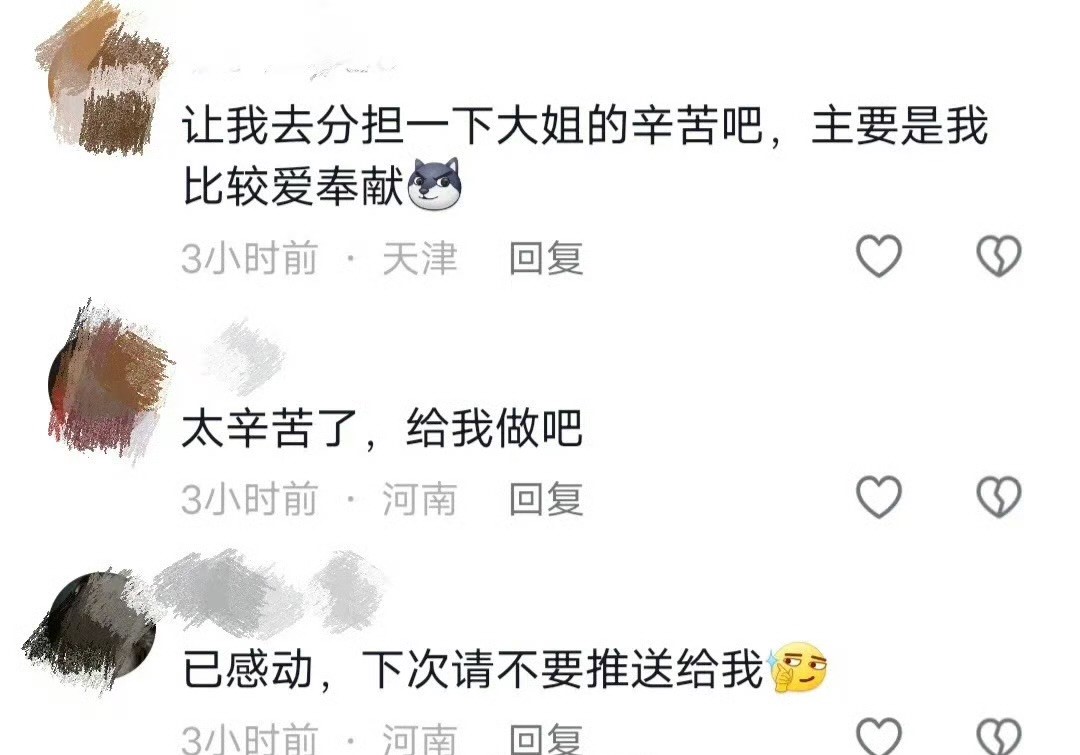 让我去分担一下大姐的辛苦吧，主要是我
比较爱奉献
3小时前 · 天津 回复
太辛苦了，给我做吧
3小时前 · 河南 回复
已感动，下次请不要推送给我
3小时前 · 河南 回复